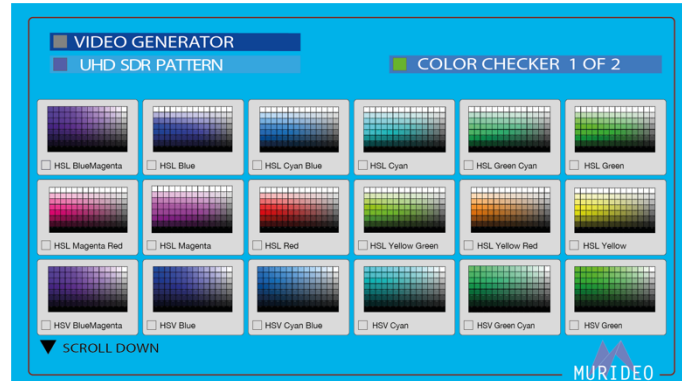 VIDEO GENERATOR
UHD SDR PATTERN
COLOR CHECKER 1 OF 2
HSL BlueMagenta
HSL Blue
HSL Cyan Blue
HSL Cyan
HSL Green Cyan
HSL Green
HSL Magenta Red
HSL Magenta
HSL Red
HSL Yellow Green
HSL Yellow Red
HSL Yellow
HSV BlueMagenta
HSV Blue
HSV Cyan Blue
HSV Cyan
HSV Green Cyan
HSV Green
SCROLL DOWN
MURIDEO